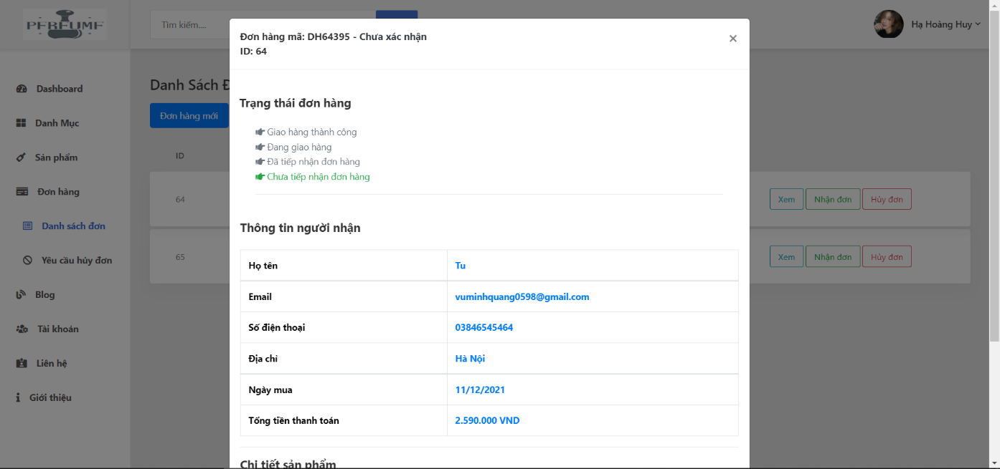 PERFUME
Tìm kiếm....
Hạ Hoàng Huy
Dashboard
Danh Mục
Sản phẩm
Đơn hàng
Danh sách đơn
Yêu cầu hủy đơn
Blog
Tài khoản
Liên hệ
Giới thiệu
Danh Sách Đ
Đơn hàng mới
ID
64
Xem Nhận đơn Hủy đơn
65
Xem Nhận đơn Hủy đơn
Đơn hàng mã: DH64395 - Chưa xác nhận
ID: 64
×
Trạng thái đơn hàng
Giao hàng thành công
Đang giao hàng
Đã tiếp nhận đơn hàng
Chưa tiếp nhận đơn hàng
Thông tin người nhận
Họ tên Tu
Email vuminhquang0598@gmail.com
Số điện thoại 03846545464
Địa chỉ Hà Nội
Ngày mua 11/12/2021
Tổng tiền thanh toán 2.590.000 VND
Chi tiết sản phẩm